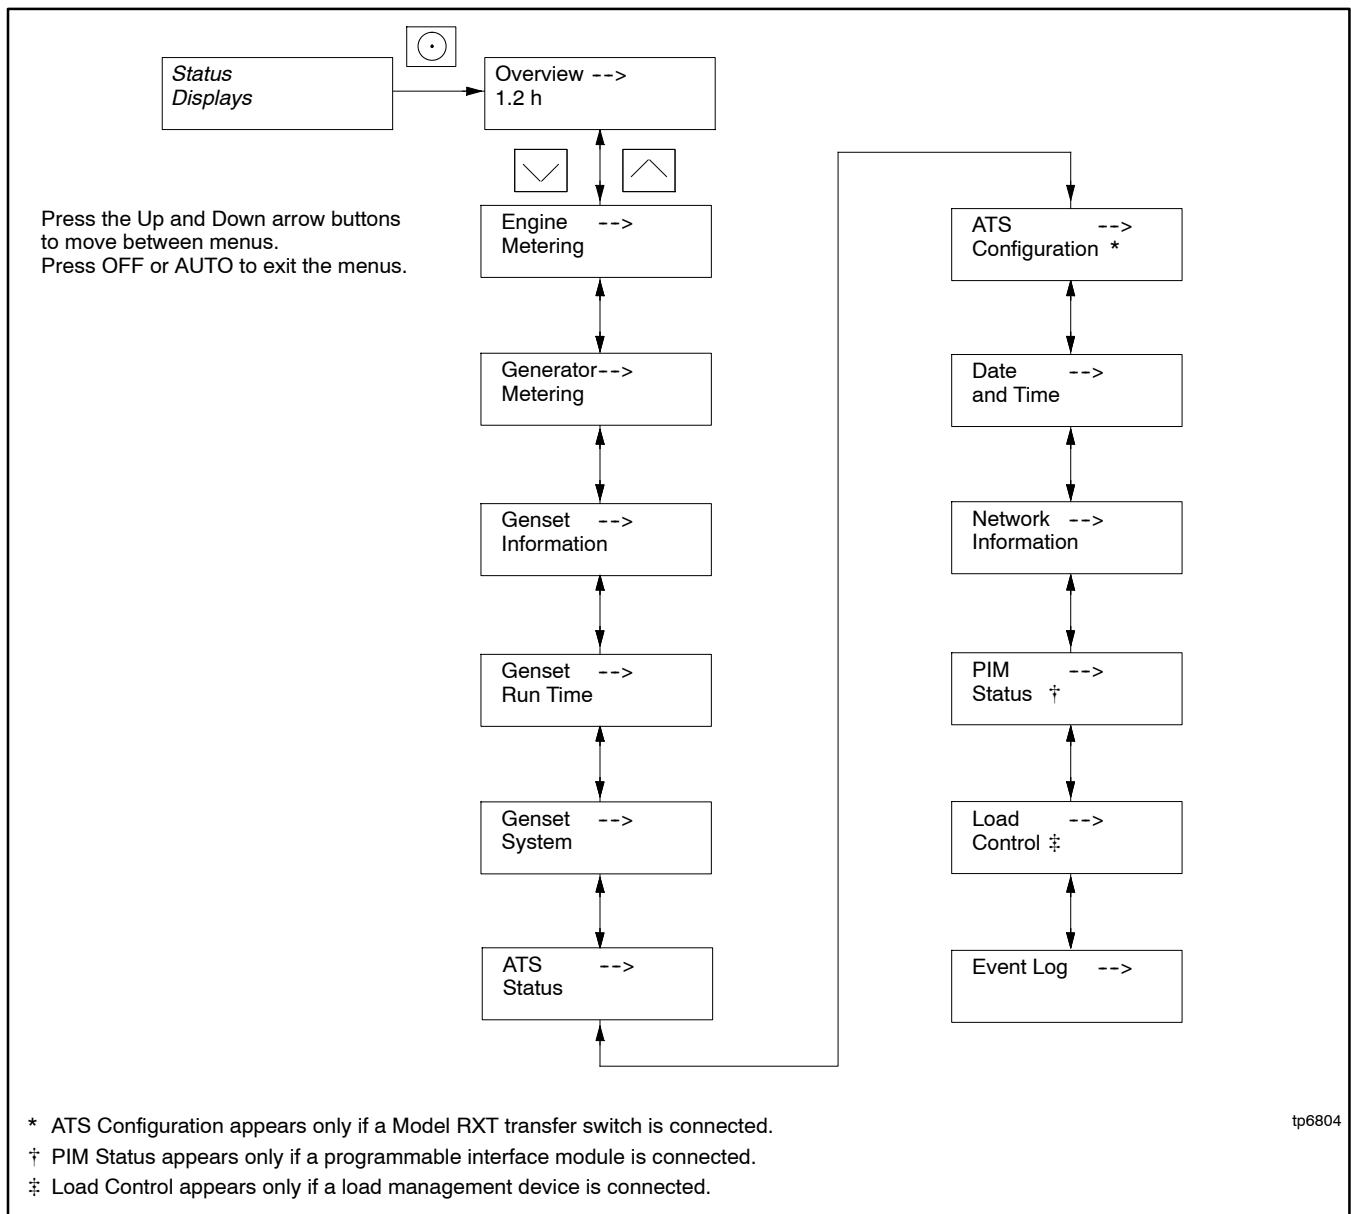 Status
Displays
Overview -->
1.2 h
Press the Up and Down arrow buttons
to move between menus.
Press OFF or AUTO to exit the menus.
Engine -->
Metering
Generator-->
Metering
Genset -->
Information
Genset -->
Run Time
Genset -->
System
ATS -->
Status
ATS -->
Configuration *
Date -->
and Time
Network -->
Information
PIM -->
Status †
Load -->
Control ‡
Event Log -->
* ATS Configuration appears only if a Model RXT transfer switch is connected.
† PIM Status appears only if a programmable interface module is connected.
‡ Load Control appears only if a load management device is connected.
tp6804